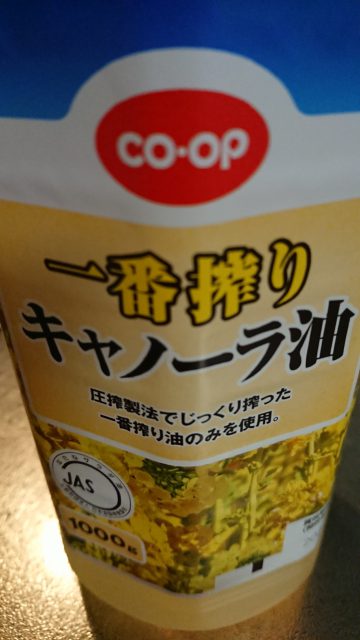 CO・OP
一番搾り
キャノーラ油
圧搾製法でじっくり搾った
一番搾り油のみを使用。
JAS
1000g